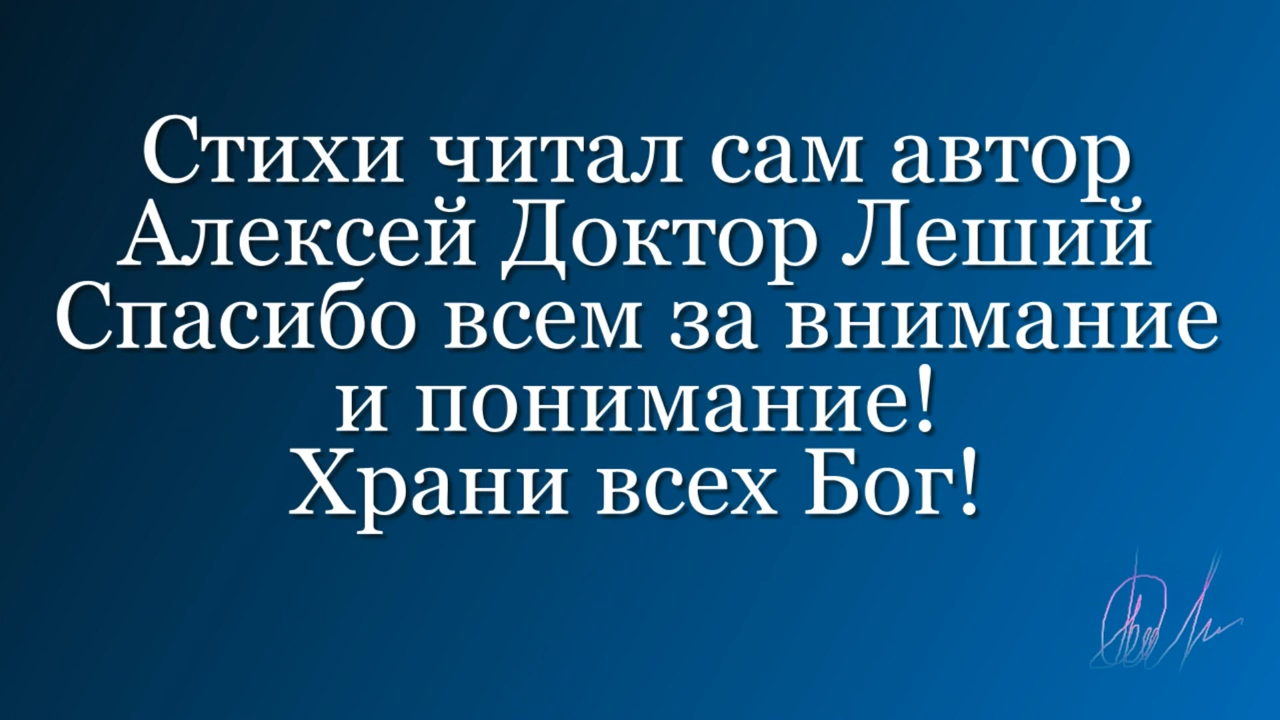 Стихи читал сам автор
Алексей Доктор Леший
Спасибо всем за внимание
и понимание!
Храни всех Бог!